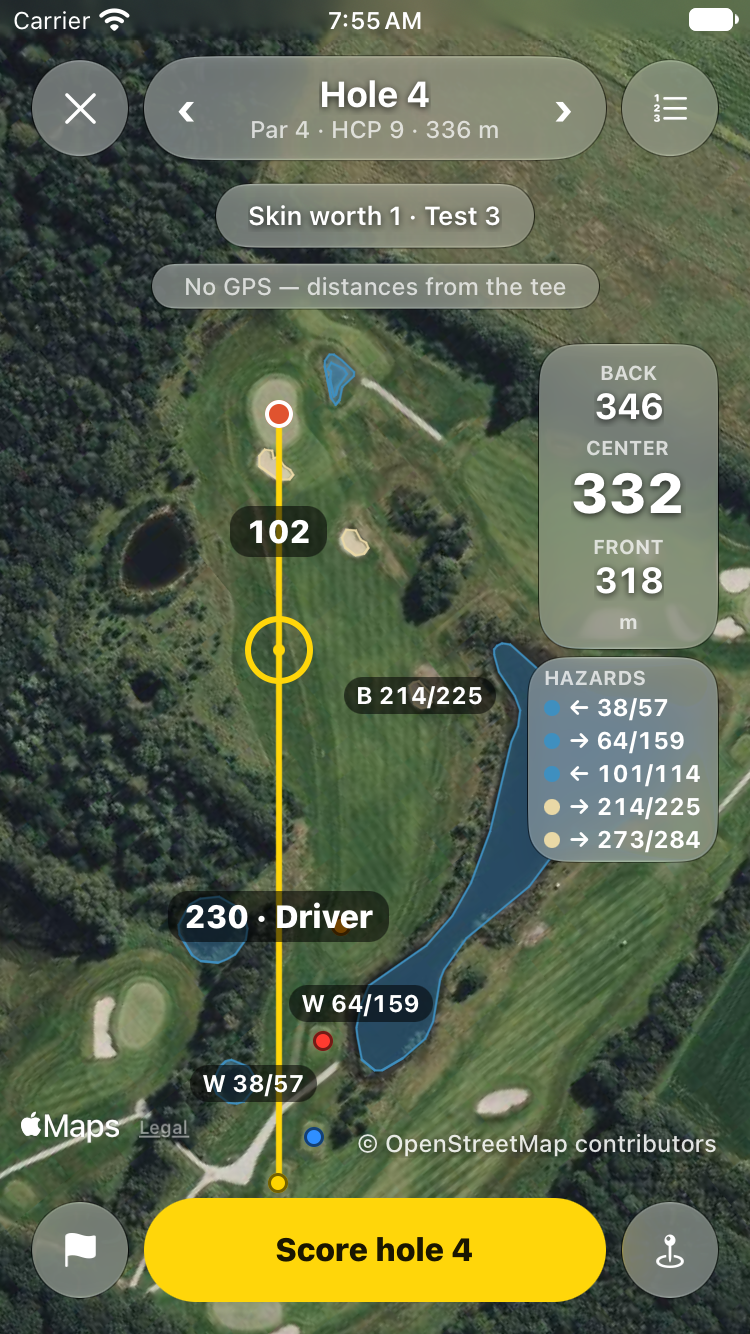 Carrier 7:55 AM
Hole 4
Par 4 · HCP 9 · 336 m
Skin worth 1 · Test 3
No GPS — distances from the tee
BACK
346
CENTER
332
FRONT
318
m
102
HAZARDS
← 38/57
→ 64/159
← 101/114
→ 214/225
→ 273/284
B 214/225
230 · Driver
W 64/159
W 38/57
Maps Legal
© OpenStreetMap contributors
Score hole 4